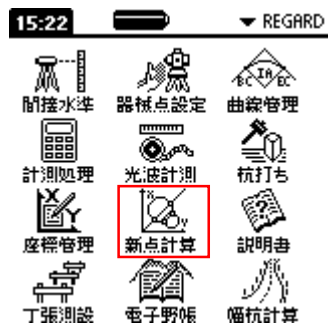 15:22 ▼ REGARD
間接水準 器械点設定 曲線管理
計測処理 光波計測 杭打ち
座標管理 新点計算 説明書
丁張測設 電子野帳 幅杭計算